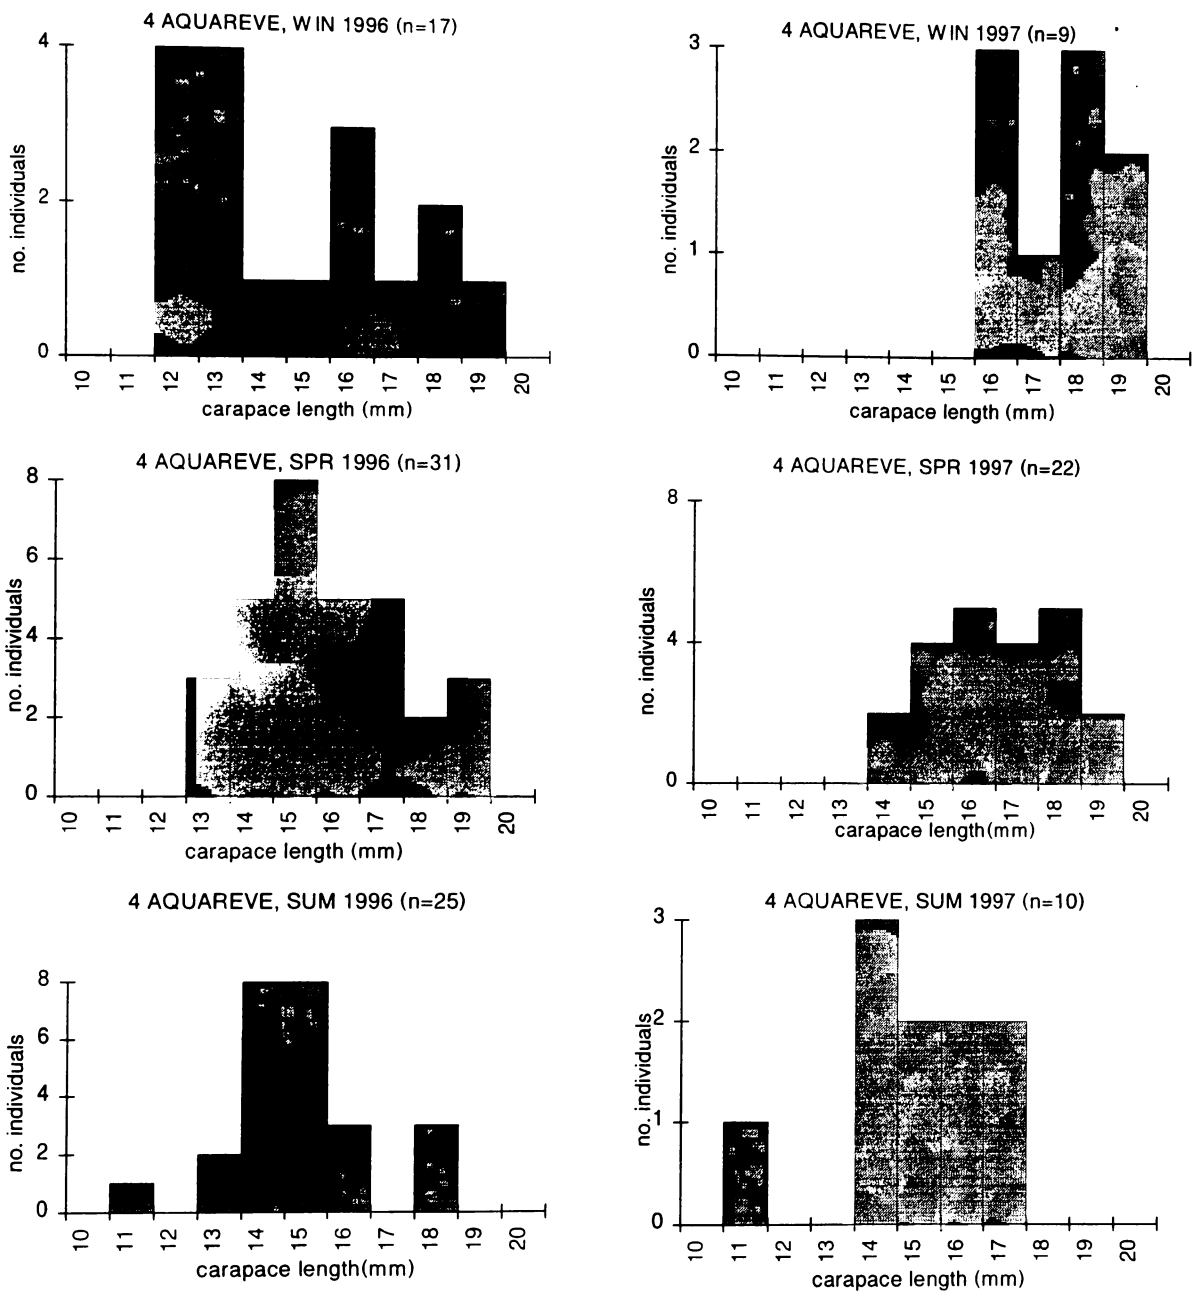 4 AQUAREVE, WIN 1996 (n=17)
4
2
0
no. individuals
10 11 12 13 14 15 16 17 18 19 20
carapace length (mm)
4 AQUAREVE, WIN 1997 (n=9)
3
2
1
0
no. individuals
10 11 12 13 14 15 16 17 18 19 20
carapace length (mm)
4 AQUAREVE, SPR 1996 (n=31)
8
6
4
2
0
no. individuals
10 11 12 13 14 15 16 17 18 19 20
carapace length (mm)
4 AQUAREVE, SPR 1997 (n=22)
8
4
0
no. individuals
10 11 12 13 14 15 16 17 18 19 20
carapace length(mm)
4 AQUAREVE, SUM 1996 (n=25)
8
6
4
2
0
no. individuals
10 11 12 13 14 15 16 17 18 19 20
carapace length(mm)
4 AQUAREVE, SUM 1997 (n=10)
3
2
1
0
no. individuals
10 11 12 13 14 15 16 17 18 19 20
carapace length (mm)